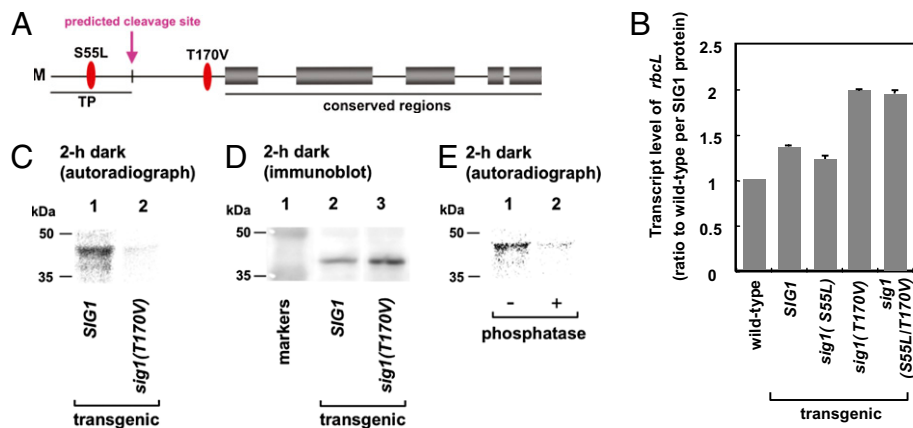 A
predicted cleavage site
S55L
T170V
M
TP
conserved regions
B
Transcript level of rbcL
(ratio to wild-type per SIG1 protein)
2.5
2
1.5
1
0.5
0
wild-type
SIG1
sig1( S55L)
sig1( T170V)
sig1
(S55L/T170V)
transgenic
C
2-h dark
(autoradiograph)
kDa
1 2
50
35
SIG1
sig1(T170V)
transgenic
D
2-h dark
(immunoblot)
kDa
1 2 3
50
35
markers
SIG1
sig1(T170V)
transgenic
E
2-h dark
(autoradiograph)
kDa
1 2
50
35
− +
phosphatase